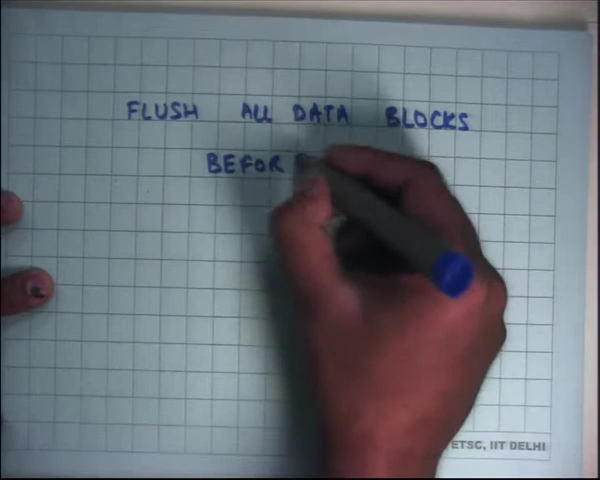 FLUSH ALL DATA BLOCKS
BEFOR
ETSC, IIT DELHI